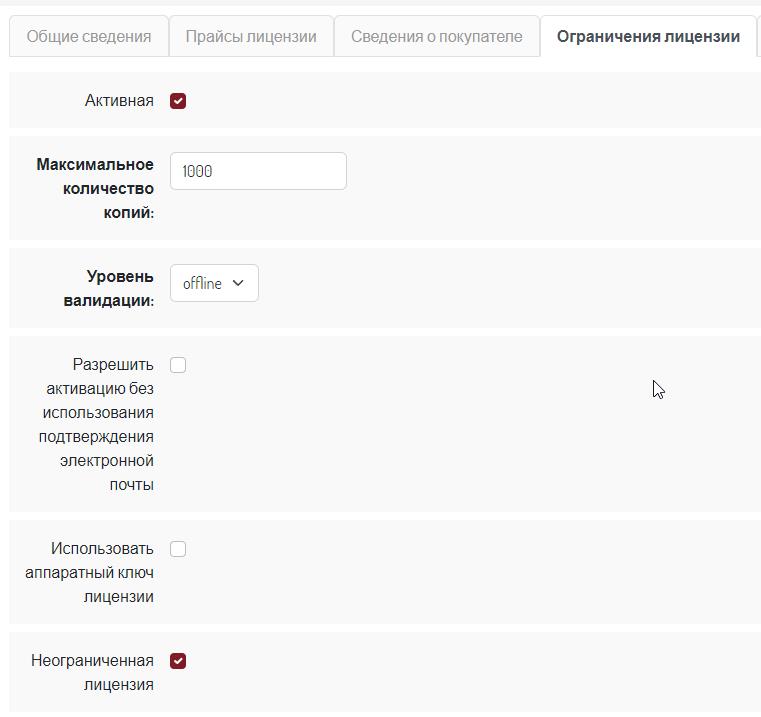 Общие сведения Прайсы лицензии Сведения о покупателе Ограничения лицензии
Активная
Максимальное 1000
количество
копий:
Уровень offline
валидации:
Разрешить
активацию без
использования
подтверждения
электронной
почты
Использовать
аппаратный ключ
лицензии
Неограниченная
лицензия